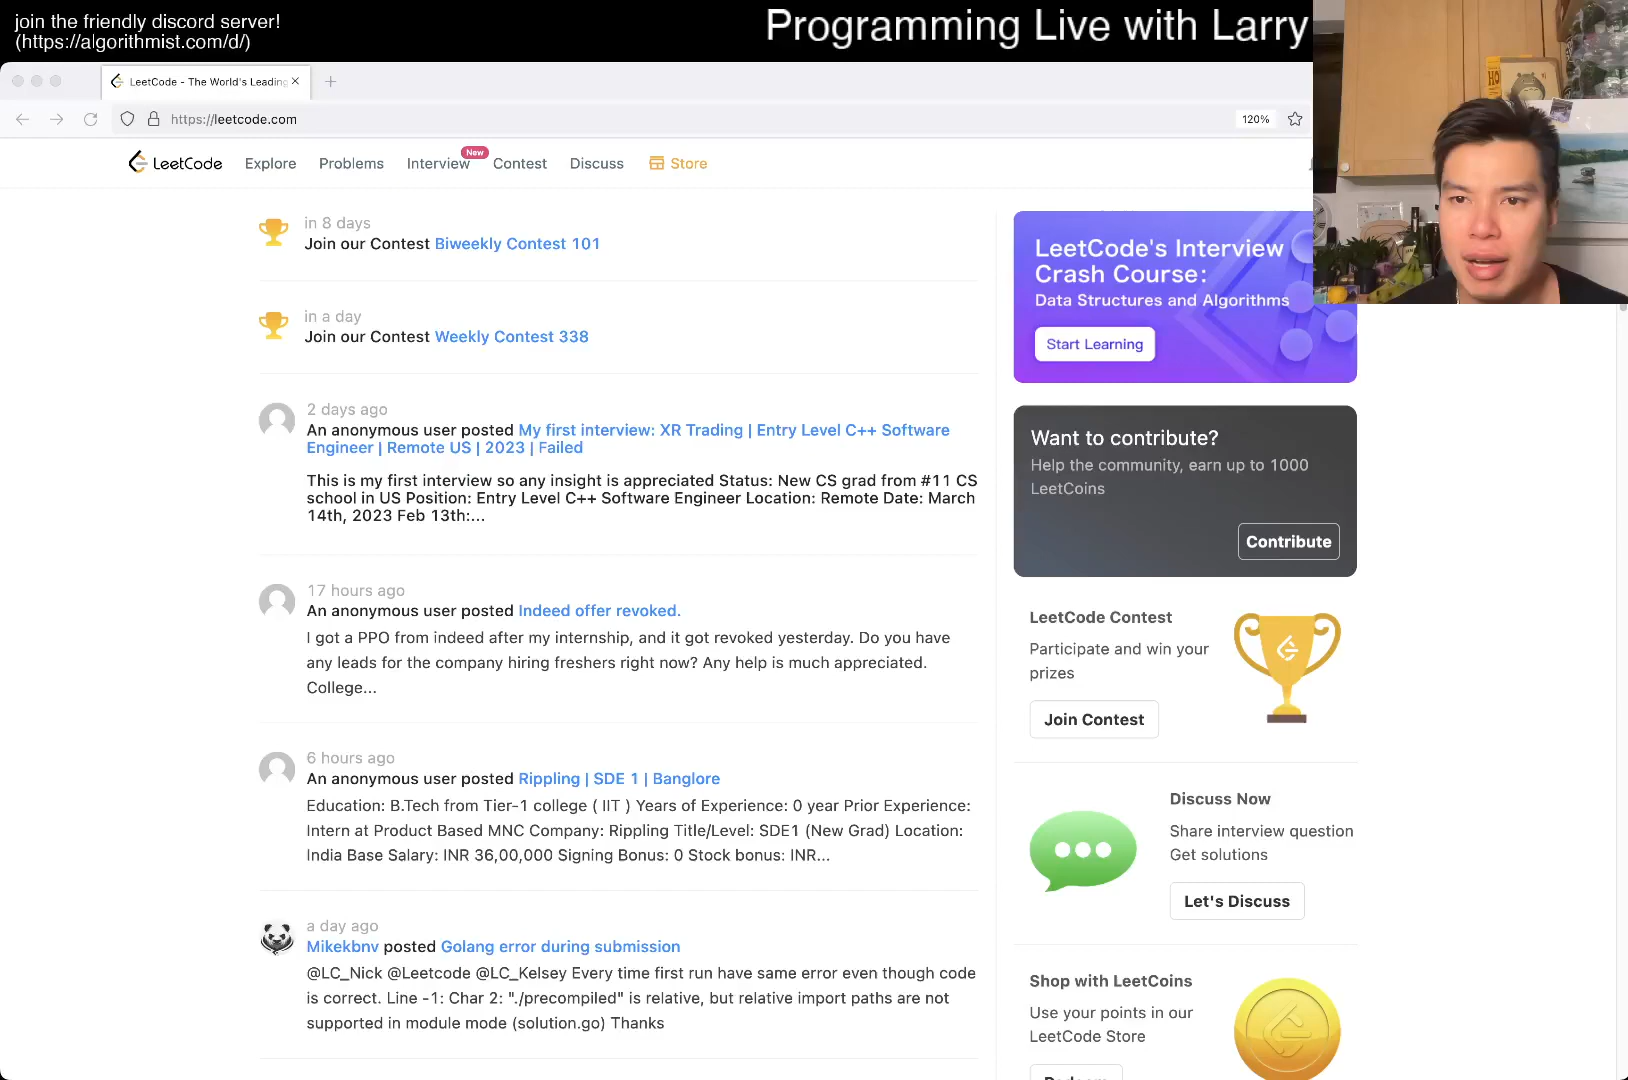 join the friendly discord server!
(https://algorithmist.com/d/)
Programming Live with Larry
LeetCode - The World's Leading
https://leetcode.com
120%
LeetCode
Explore
Problems
Interview
New
Contest
Discuss
Store
in 8 days
Join our Contest Biweekly Contest 101
in a day
Join our Contest Weekly Contest 338
2 days ago
An anonymous user posted My first interview: XR Trading | Entry Level C++ Software
Engineer | Remote US | 2023 | Failed
This is my first interview so any insight is appreciated Status: New CS grad from #11 CS
school in US Position: Entry Level C++ Software Engineer Location: Remote Date: March
14th, 2023 Feb 13th:...
17 hours ago
An anonymous user posted Indeed offer revoked.
I got a PPO from indeed after my internship, and it got revoked yesterday. Do you have
any leads for the company hiring freshers right now? Any help is much appreciated.
College...
6 hours ago
An anonymous user posted Rippling | SDE 1 | Banglore
Education: B.Tech from Tier-1 college ( IIT ) Years of Experience: 0 year Prior Experience:
Intern at Product Based MNC Company: Rippling Title/Level: SDE1 (New Grad) Location:
India Base Salary: INR 36,00,000 Signing Bonus: 0 Stock bonus: INR...
a day ago
Mikekbnv posted Golang error during submission
@LC_Nick @Leetcode @LC_Kelsey Every time first run have same error even though code
is correct. Line -1: Char 2: "./precompiled" is relative, but relative import paths are not
supported in module mode (solution.go) Thanks
LeetCode's Interview
Crash Course:
Data Structures and Algorithms
Start Learning
Want to contribute?
Help the community, earn up to 1000
LeetCoins
Contribute
LeetCode Contest
Participate and win your
prizes
Join Contest
Discuss Now
Share interview question
Get solutions
Let's Discuss
Shop with LeetCoins
Use your points in our
LeetCode Store